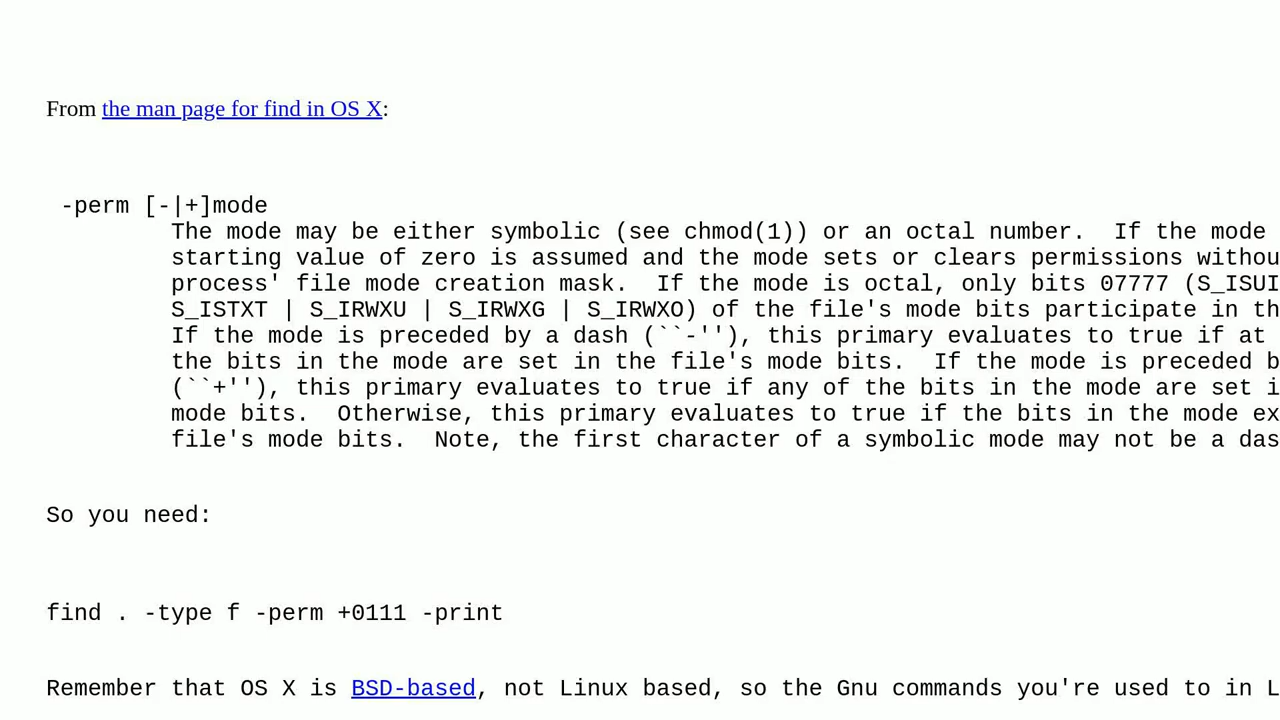 From the man page for find in OS X:
-perm [-|+]mode
The mode may be either symbolic (see chmod(1)) or an octal number.  If the mode
starting value of zero is assumed and the mode sets or clears permissions withou
process' file mode creation mask.  If the mode is octal, only bits 07777 (S_ISUI
S_ISTXT | S_IRWXU | S_IRWXG | S_IRWXO) of the file's mode bits participate in th
If the mode is preceded by a dash (``-''), this primary evaluates to true if at
the bits in the mode are set in the file's mode bits.  If the mode is preceded b
(``+''), this primary evaluates to true if any of the bits in the mode are set i
mode bits.  Otherwise, this primary evaluates to true if the bits in the mode ex
file's mode bits.  Note, the first character of a symbolic mode may not be a das
So you need:
find . -type f -perm +0111 -print
Remember that OS X is BSD-based, not Linux based, so the Gnu commands you're used to in L